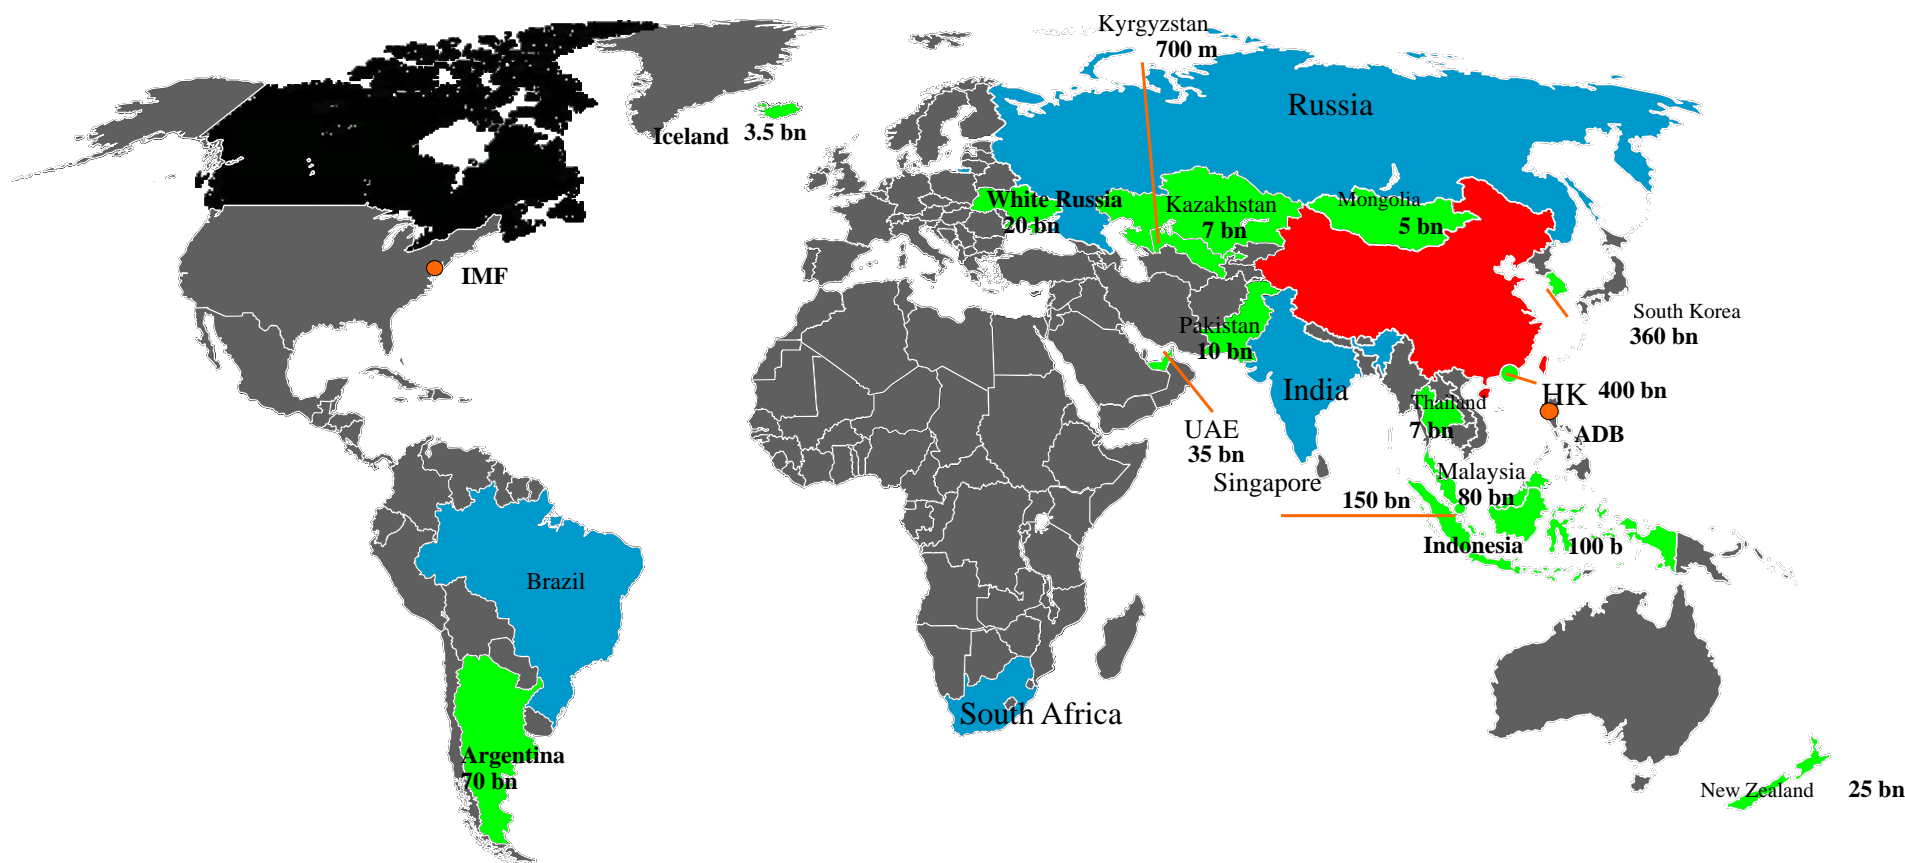 Kyrgyzstan
700 m
Russia
Iceland 3.5 bn
White Russia
20 bn
Kazakhstan
7 bn
Mongolia
5 bn
IMF
South Korea
360 bn
Pakistan
10 bn
India
HK 400 bn
Thailand
7 bn
ADB
UAE
35 bn
Singapore
150 bn
Malaysia
80 bn
Indonesia 100 b
Brazil
South Africa
Argentina
70 bn
New Zealand 25 bn